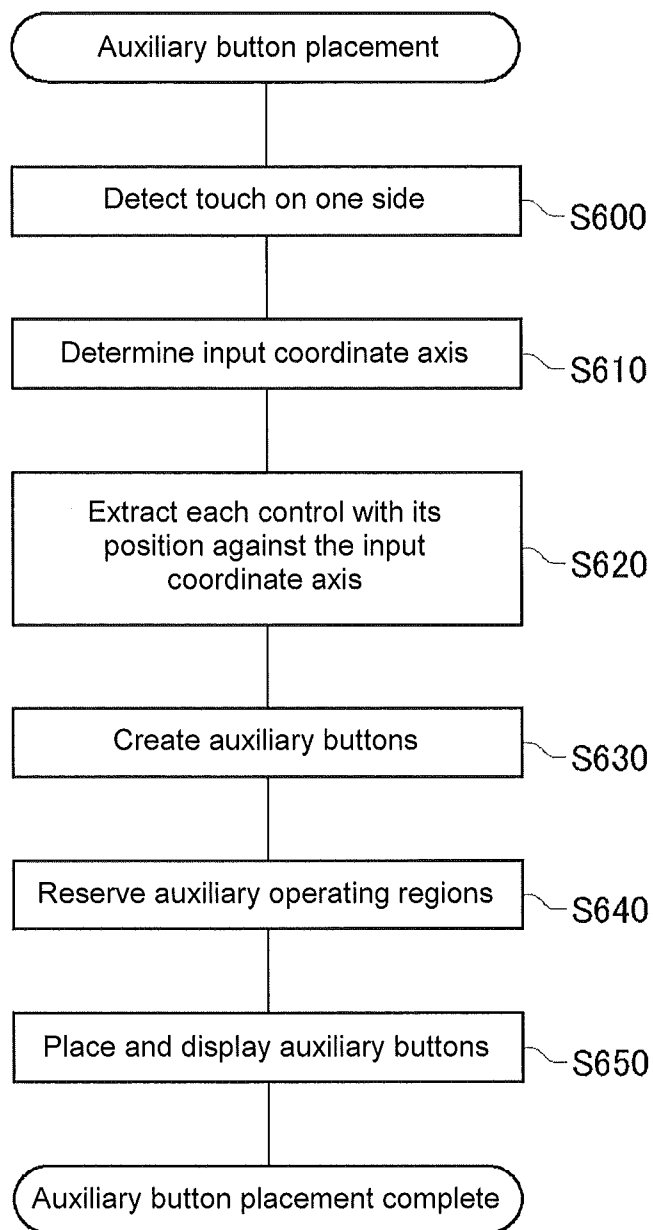 Auxiliary button placement
Detect touch on one side
S600
Determine input coordinate axis
S610
Extract each control with its
position against the input
coordinate axis
S620
Create auxiliary buttons
S630
Reserve auxiliary operating regions
S640
Place and display auxiliary buttons
S650
Auxiliary button placement complete